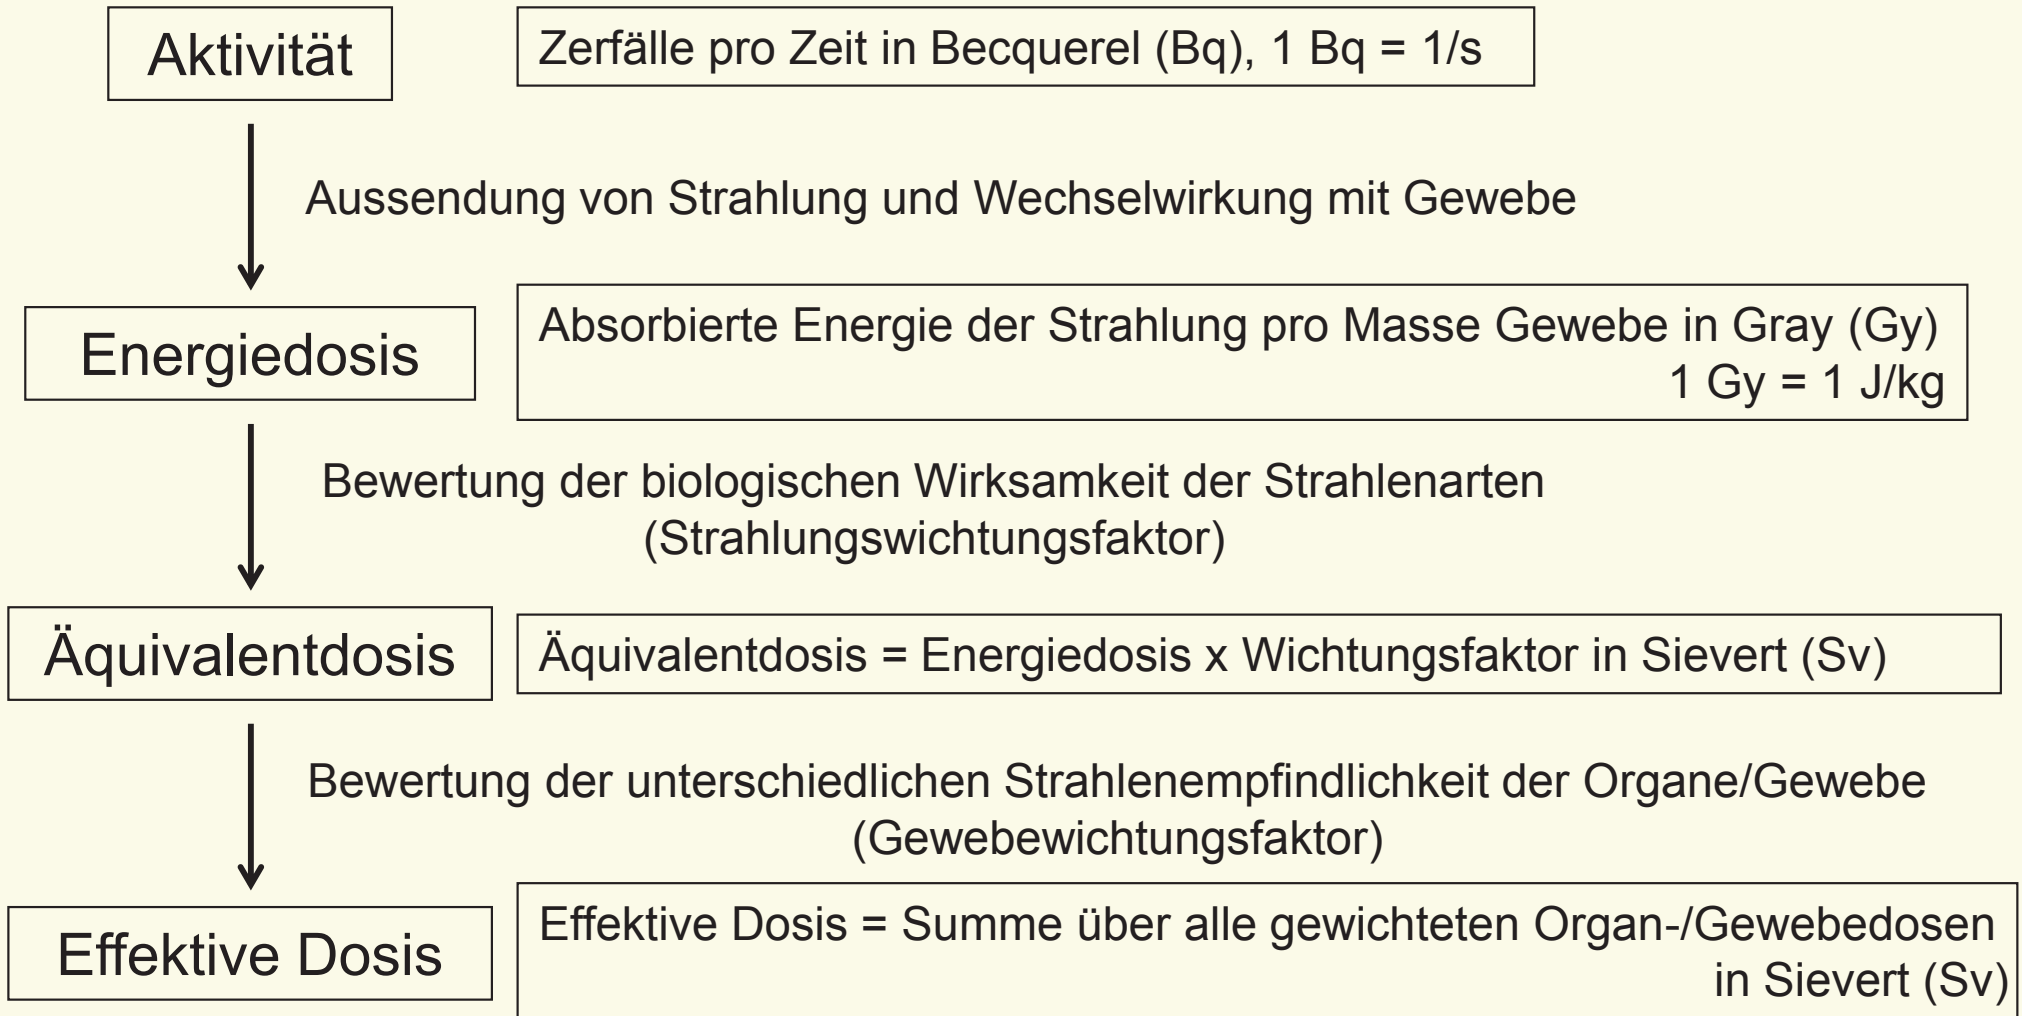 Aktivität
Zerfälle pro Zeit in Becquerel (Bq), 1 Bq = 1/s
Aussendung von Strahlung und Wechselwirkung mit Gewebe
Energiedosis
Absorbierte Energie der Strahlung pro Masse Gewebe in Gray (Gy)
1 Gy = 1 J/kg
Bewertung der biologischen Wirksamkeit der Strahlenarten
(Strahlungswichtungsfaktor)
Äquivalentdosis
Äquivalentdosis = Energiedosis x Wichtungsfaktor in Sievert (Sv)
Bewertung der unterschiedlichen Strahlenempfindlichkeit der Organe/Gewebe
(Gewebewichtungsfaktor)
Effektive Dosis
Effektive Dosis = Summe über alle gewichteten Organ-/Gewebedosen
in Sievert (Sv)